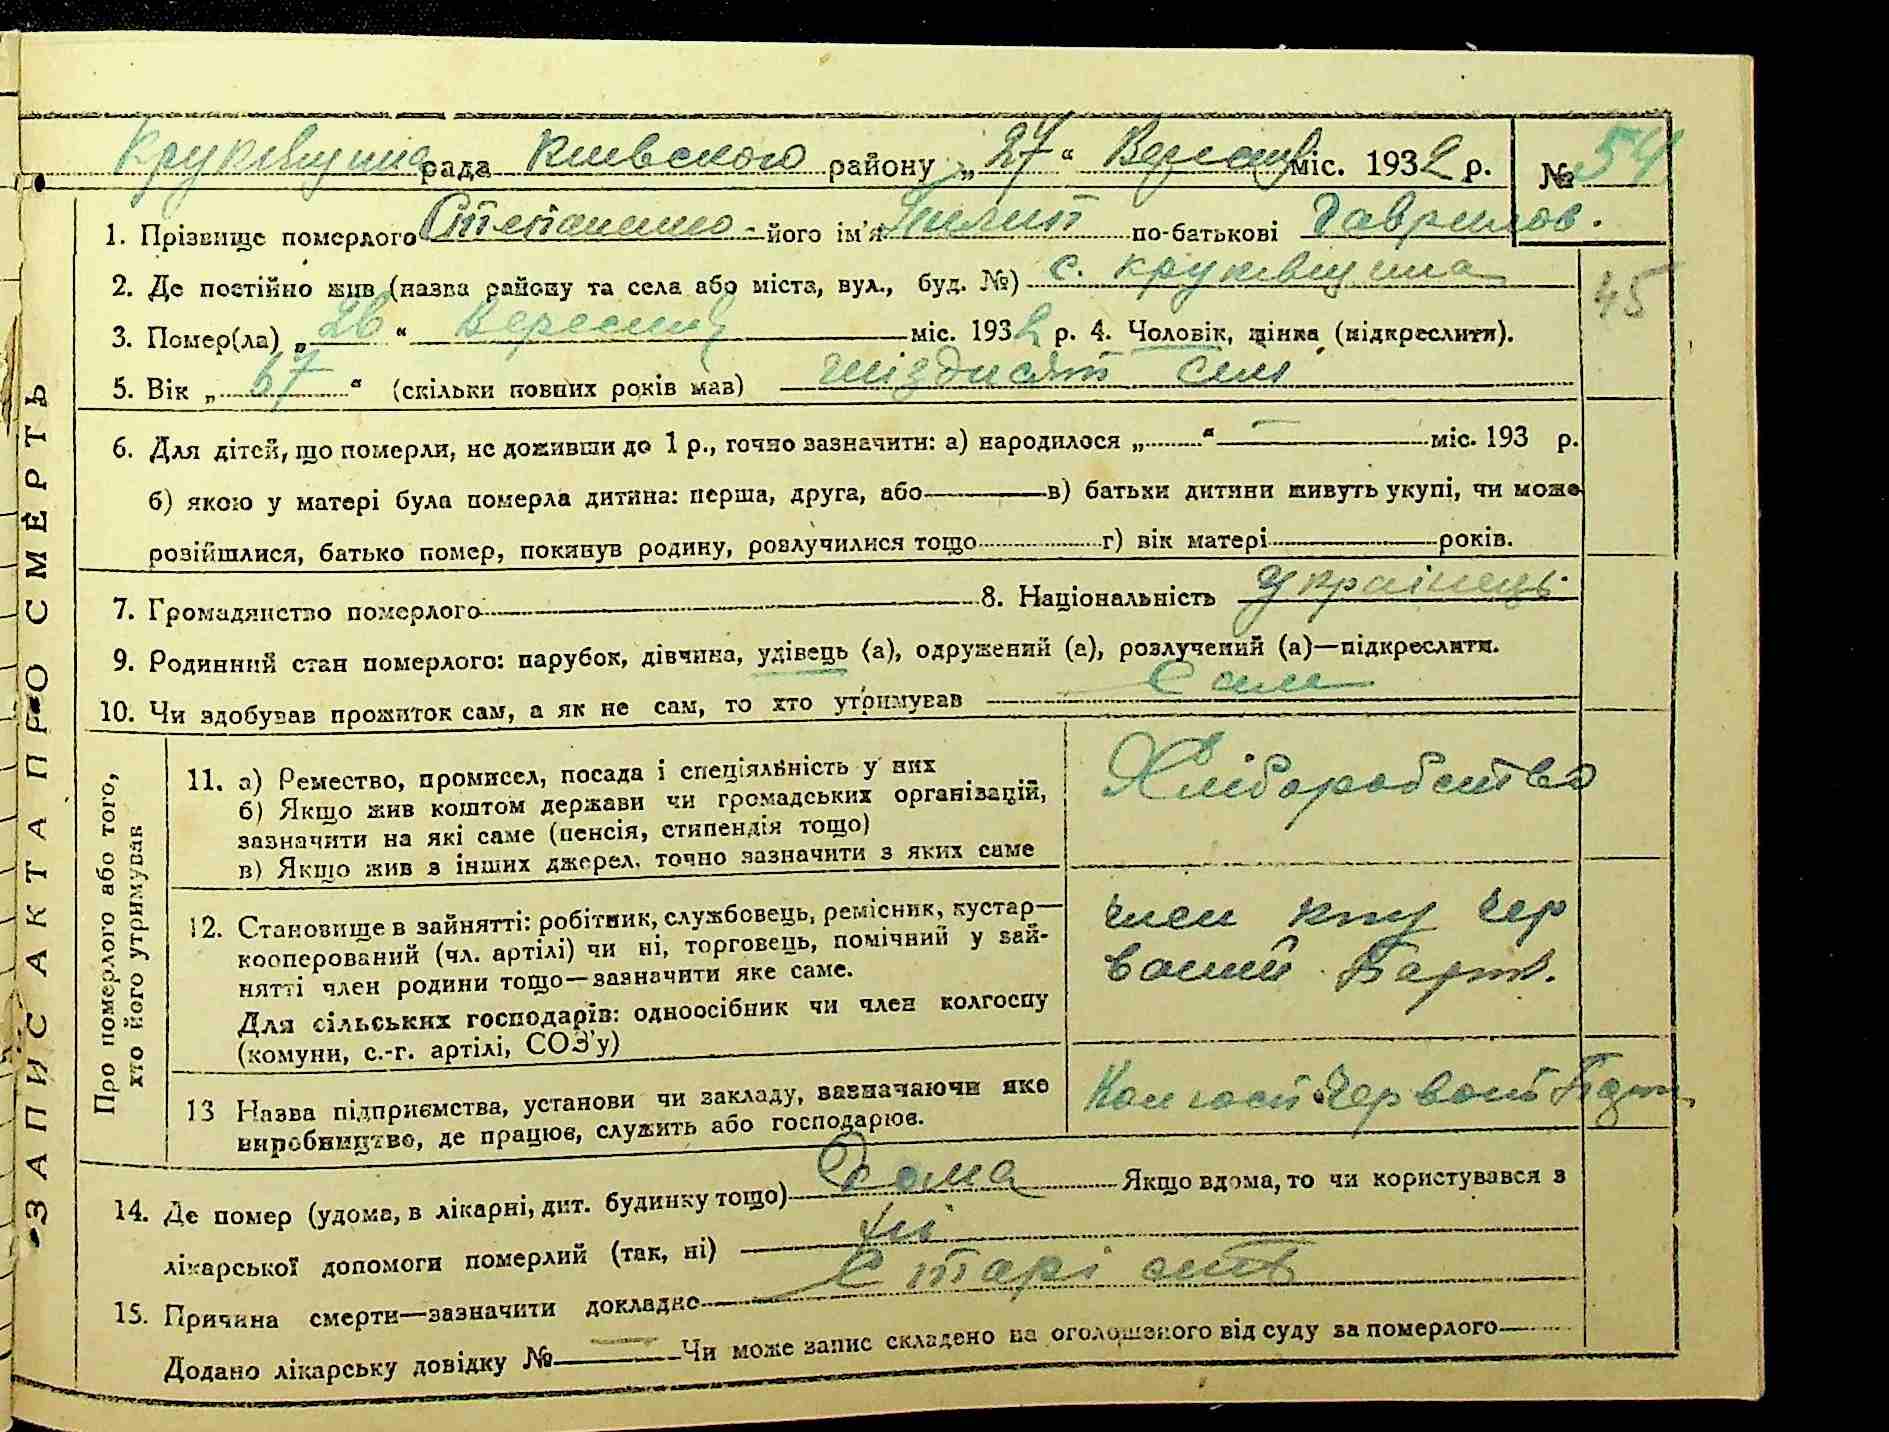 Круківщина рада Київського району „27“ Вересня міс. 1932 р. № 54
1. Прізвище померлого Степаненко його ім'я Пилип по-батькові Гаврилов.
2. Де постійно жив (назва району та села або міста, вул., буд. №) с. Круківщина
45
3. Помер(ла) „26“ Вересня міс. 1932 р. 4. Чоловік, жінка (підкреслити).
5. Вік „67“ (скільки повних років мав) шіздисят сім
6. Для дітей, що померли, не доживши до 1 р., точно зазначити: а) народилося „ “ — міс. 193 р.
б) якою у матері була померла дитина: перша, друга, або в) батьки дитини живуть укупі, чи може
розійшлися, батько помер, покинув родину, розлучилися тощо г) вік матері років.
7. Громадянство померлого 8. Національність Українець
9. Родинний стан померлого: парубок, дівчина, удівець (а), одружений (а), розлучений (а)—підкреслити.
10. Чи здобував прожиток сам, а як не сам, то хто утримував Сам
ЗАПИС АКТА ПРО СМЕРТЬ
Про померлого або того,
хто його утримував
11. а) Ремество, промисел, посада і спеціяльність у них
б) Якщо жив коштом держави чи громадських організацій,
зазначити на які саме (пенсія, стипендія тощо)
в) Якщо жив з інших джерел, точно зазначити з яких саме
Хліборобство
12. Становище в зайнятті: робітник, службовець, ремісник, кустар—
кооперований (чл. артілі) чи ні, торговець, помічний у зай-
нятті член родини тощо—зазначити яке саме.
Для сільських господарів: одноосібник чи член колгоспу
(комуни, с.-г. артілі, СОЗ'у)
член кту Чер
воний Парт.
13 Назва підприємства, установи чи закладу, зазначаючи яке
виробництво, де працює, служить або господарює.
Колгосп Червоний Парт.
14. Де помер (удома, в лікарні, дит. будинку тощо) Дома Якщо вдома, то чи користувався з
лікарської допомоги померлий (так, ні) Ні
15. Причина смерти—зазначити докладно Старість
Додано лікарську довідку № — Чи може запис складено на оголошеного від суду за померлого